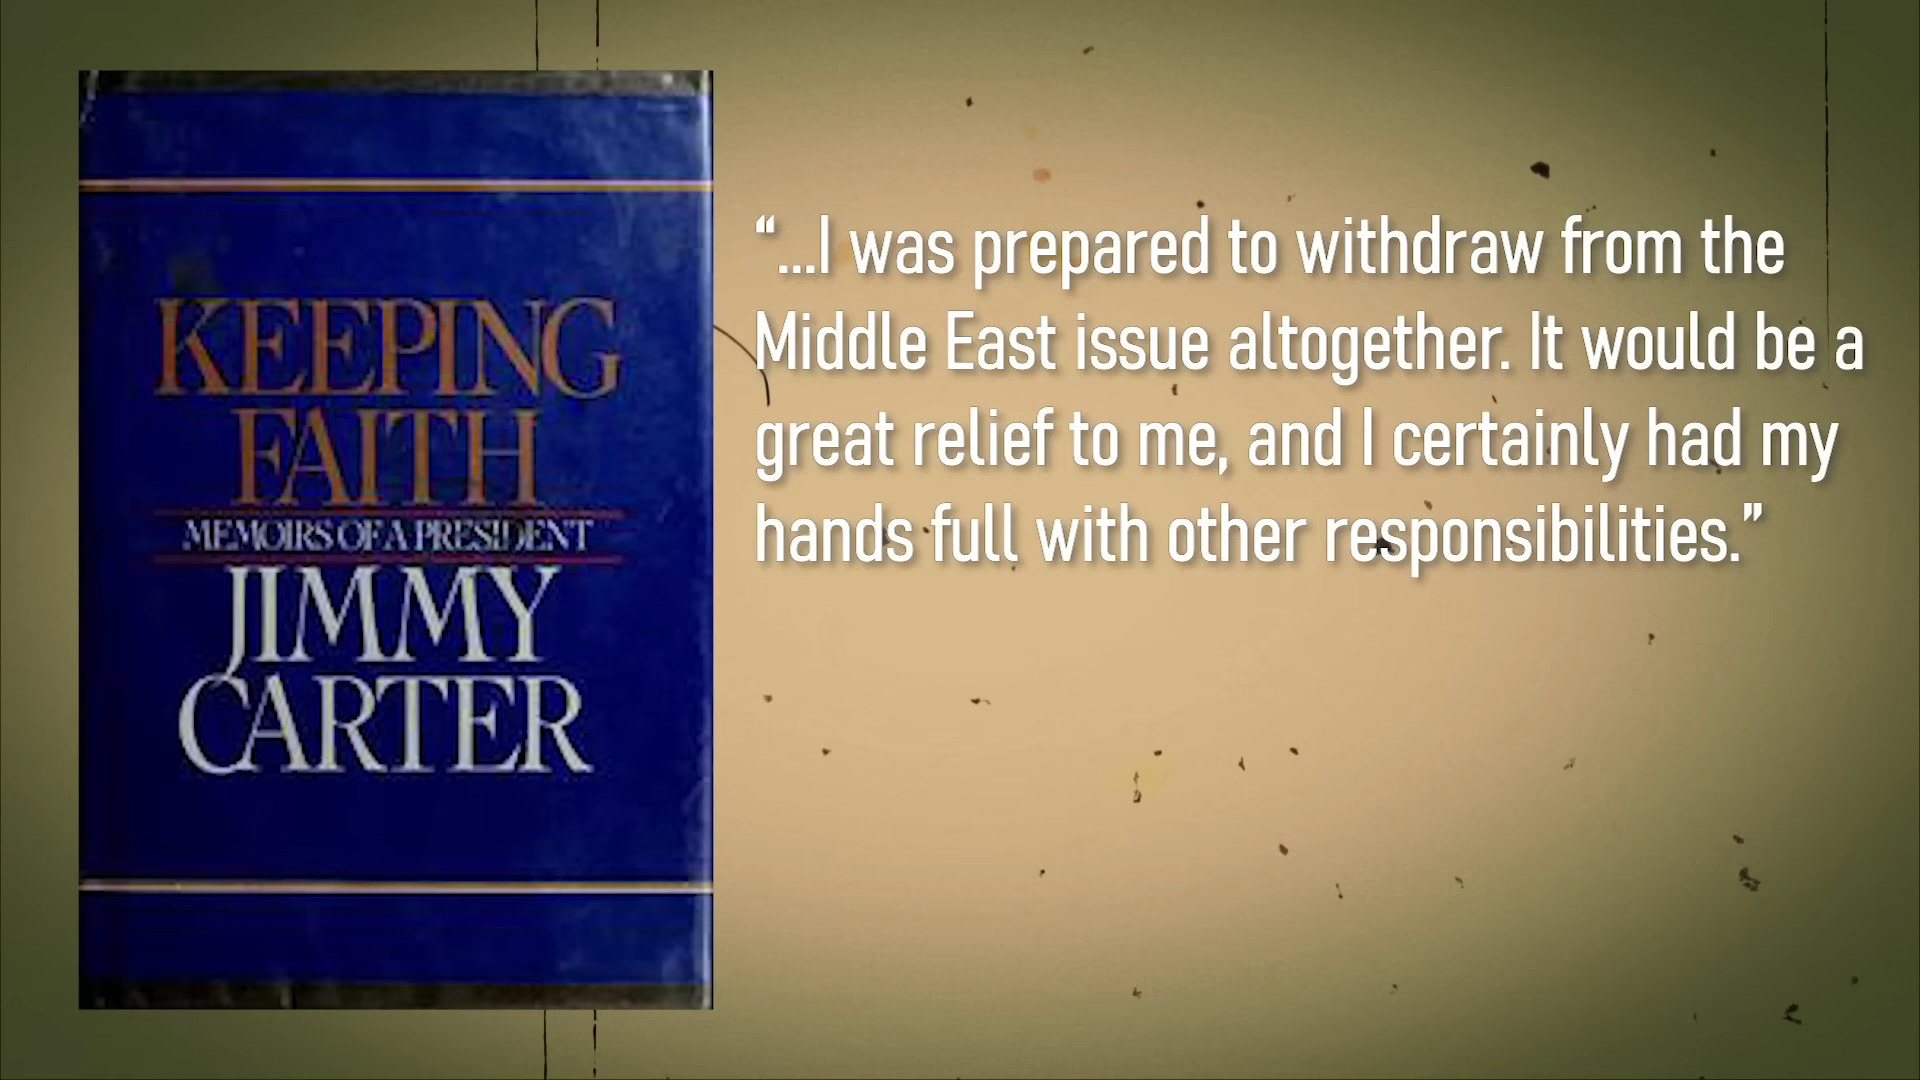 KEEPING
FAITH
MEMOIRS OF A PRESIDENT
JIMMY
CARTER
“...I was prepared to withdraw from the
Middle East issue altogether. It would be a
great relief to me, and I certainly had my
hands full with other responsibilities.”